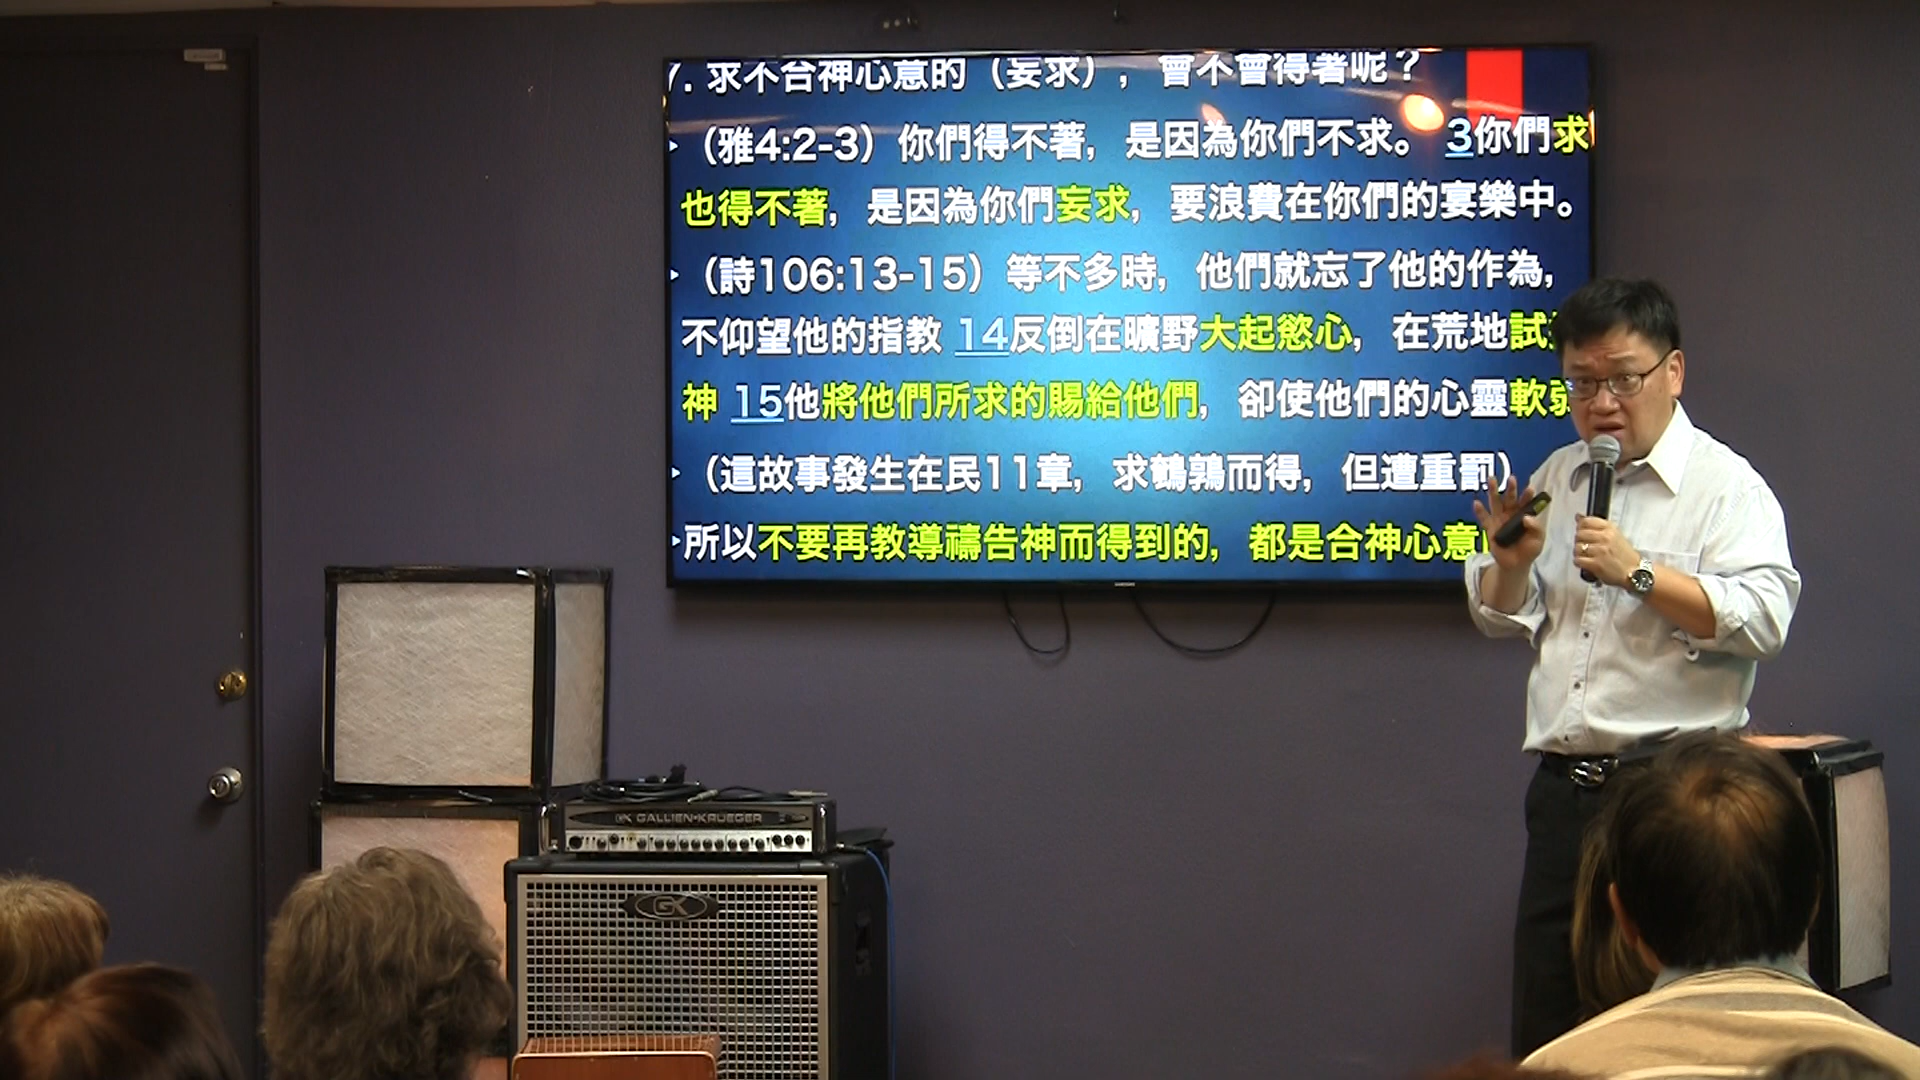 7. 求不合神心意的（妄求），會不會得著呢？
（雅4:2-3）你們得不著，是因為你們不求。 3你們求
也得不著，是因為你們妄求，要浪費在你們的宴樂中。
（詩106:13-15）等不多時，他們就忘了他的作為，
不仰望他的指教 14反倒在曠野大起慾心，在荒地試
神 15他將他們所求的賜給他們，卻使他們的心靈軟弱
（這故事發生在民11章，求鵪鶉而得，但遭重罰）
所以不要再教導禱告神而得到的，都是合神心意
SAMSUNG
GK GALLIEN-KRUEGER
GK